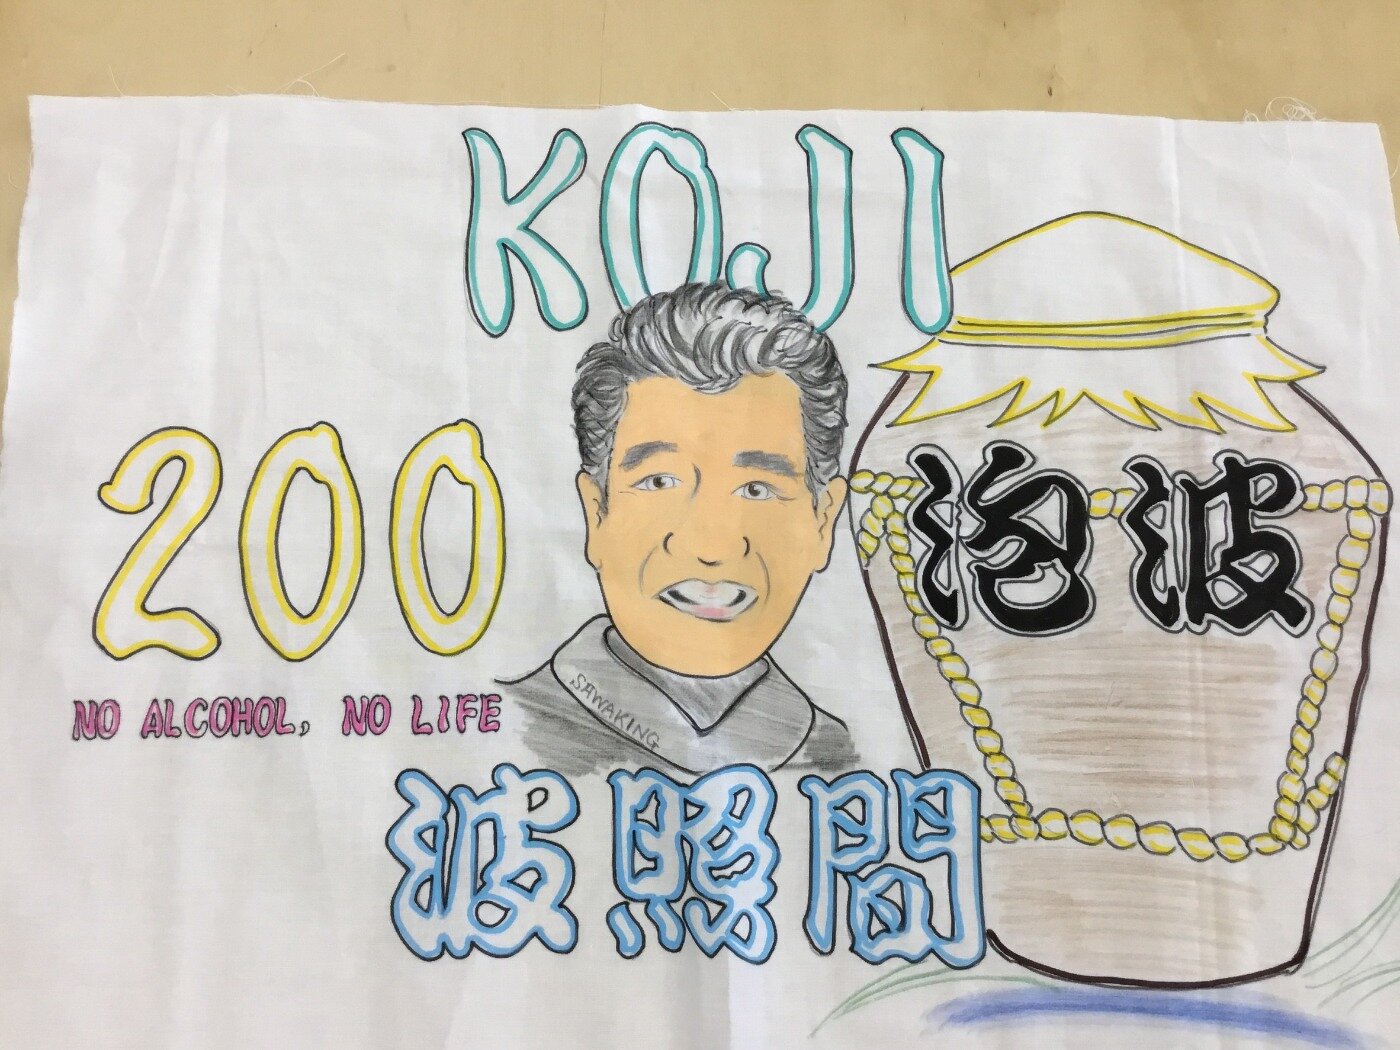 KOJI
200
NO ALCOHOL, NO LIFE
SAWAKING
泡波
波照間